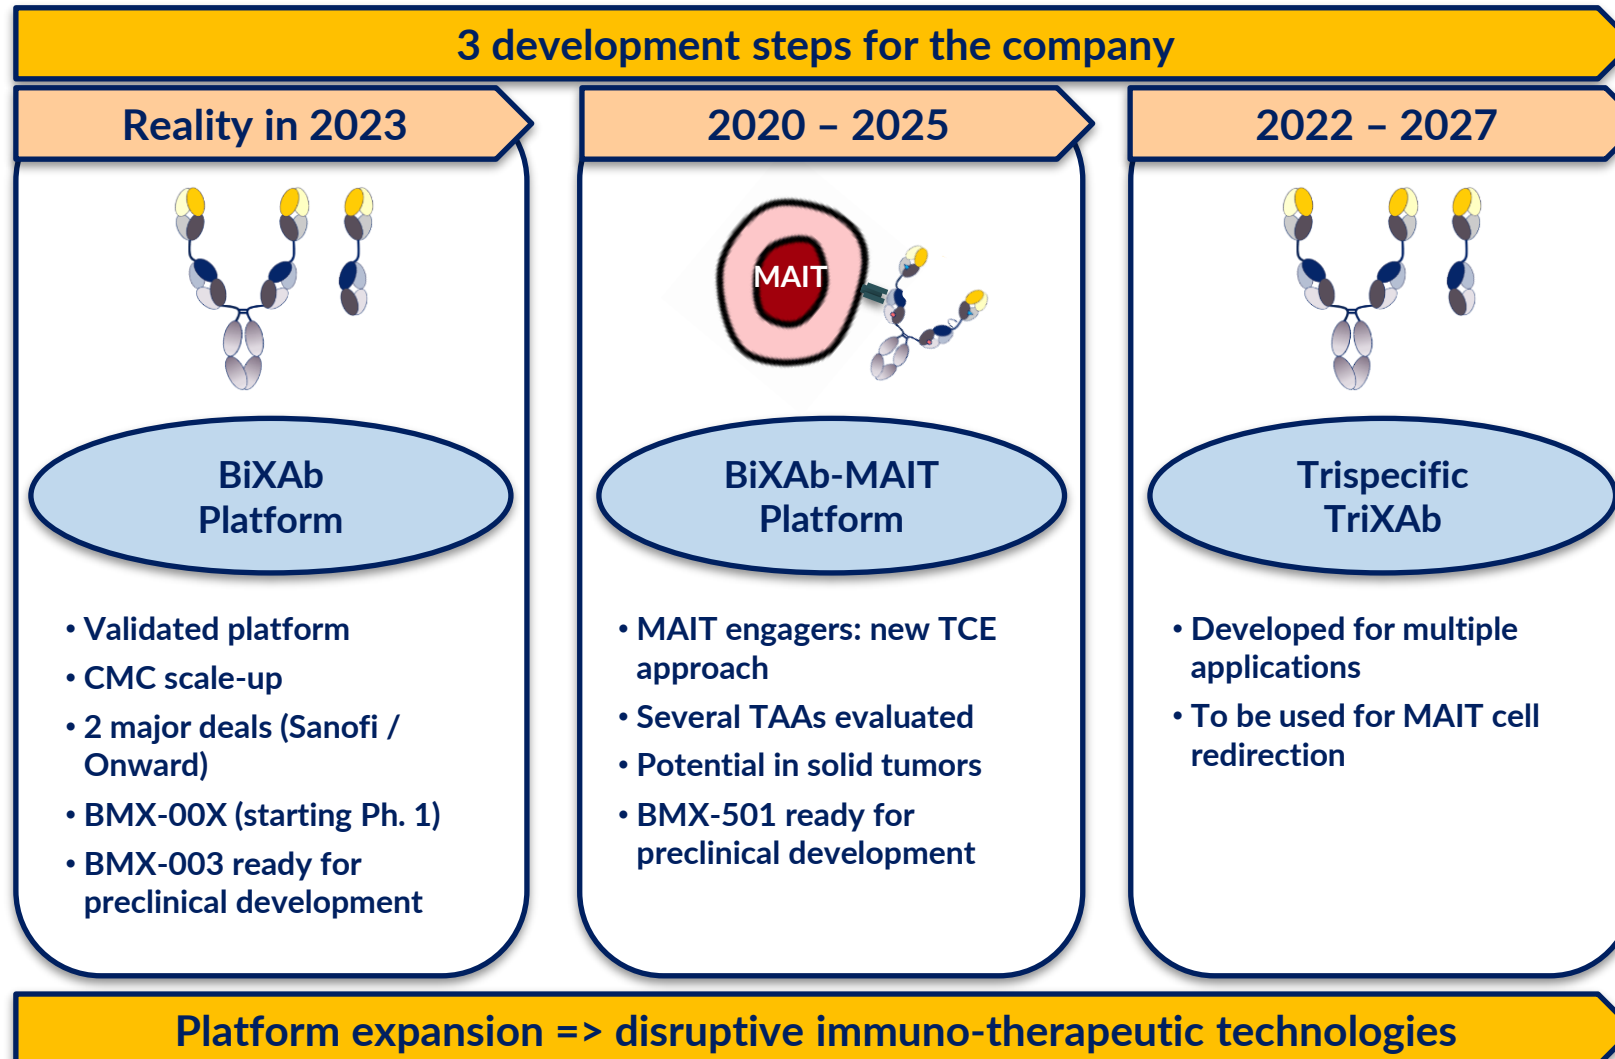 3 development steps for the company
Reality in 2023
BiXAb
Platform
• Validated platform
• CMC scale-up
• 2 major deals (Sanofi /
Onward)
• BMX-00X (starting Ph. 1)
• BMX-003 ready for
preclinical development
2020 – 2025
MAIT
BiXAb-MAIT
Platform
• MAIT engagers: new TCE
approach
• Several TAAs evaluated
• Potential in solid tumors
• BMX-501 ready for
preclinical development
2022 – 2027
Trispecific
TriXAb
• Developed for multiple
applications
• To be used for MAIT cell
redirection
Platform expansion => disruptive immuno-therapeutic technologies